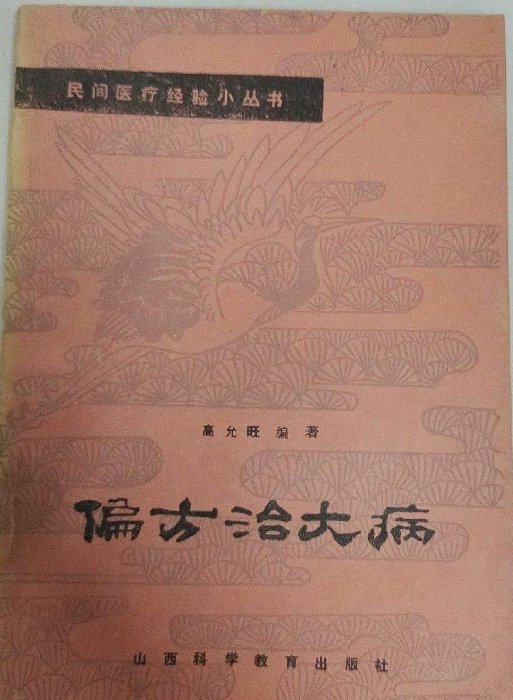 民间医疗经验小丛书
高允旺 编著
偏方治大病
山西科学教育出版社